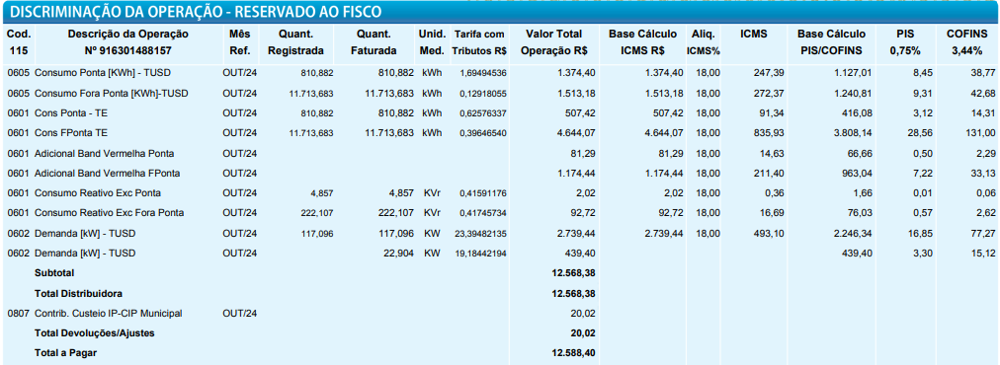 DISCRIMINAÇÃO DA OPERAÇÃO - RESERVADO AO FISCO
Cod. Descrição da Operação Mês Quant. Quant. Unid. Tarifa com Valor Total Base Cálculo Aliq. ICMS Base Cálculo PIS COFINS
115 Nº 916301488157 Ref. Registrada Faturada Med. Tributos R$ Operação R$ ICMS R$ ICMS% PIS/COFINS 0,75% 3,44%
0605 Consumo Ponta [KWh] - TUSD OUT/24 810,882 810,882 kWh 1,69494536 1.374,40 1.374,40 18,00 247,39 1.127,01 8,45 38,77
0605 Consumo Fora Ponta [KWh]-TUSD OUT/24 11.713,683 11.713,683 kWh 0,12918055 1.513,18 1.513,18 18,00 272,37 1.240,81 9,31 42,68
0601 Cons Ponta - TE OUT/24 810,882 810,882 kWh 0,62576337 507,42 507,42 18,00 91,34 416,08 3,12 14,31
0601 Cons FPonta TE OUT/24 11.713,683 11.713,683 kWh 0,39646540 4.644,07 4.644,07 18,00 835,93 3.808,14 28,56 131,00
0601 Adicional Band Vermelha Ponta OUT/24 81,29 81,29 18,00 14,63 66,66 0,50 2,29
0601 Adicional Band Vermelha FPonta OUT/24 1.174,44 1.174,44 18,00 211,40 963,04 7,22 33,13
0601 Consumo Reativo Exc Ponta OUT/24 4,857 4,857 KVr 0,41591176 2,02 2,02 18,00 0,36 1,66 0,01 0,06
0601 Consumo Reativo Exc Fora Ponta OUT/24 222,107 222,107 KVr 0,41745734 92,72 92,72 18,00 16,69 76,03 0,57 2,62
0602 Demanda [kW] - TUSD OUT/24 117,096 117,096 KW 23,39482135 2.739,44 2.739,44 18,00 493,10 2.246,34 16,85 77,27
0602 Demanda [kW] - TUSD OUT/24 22,904 KW 19,18442194 439,40 439,40 3,30 15,12
Subtotal 12.568,38
Total Distribuidora 12.568,38
0807 Contrib. Custeio IP-CIP Municipal OUT/24 20,02
Total Devoluções/Ajustes 20,02
Total a Pagar 12.588,40